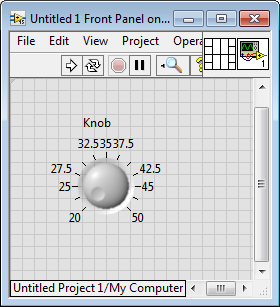 Untitled 1 Front Panel on...
File Edit View Project Opera
Knob
32.5 35 37.5
27.5 42.5
25 45
20 50
1
Untitled Project 1/My Computer